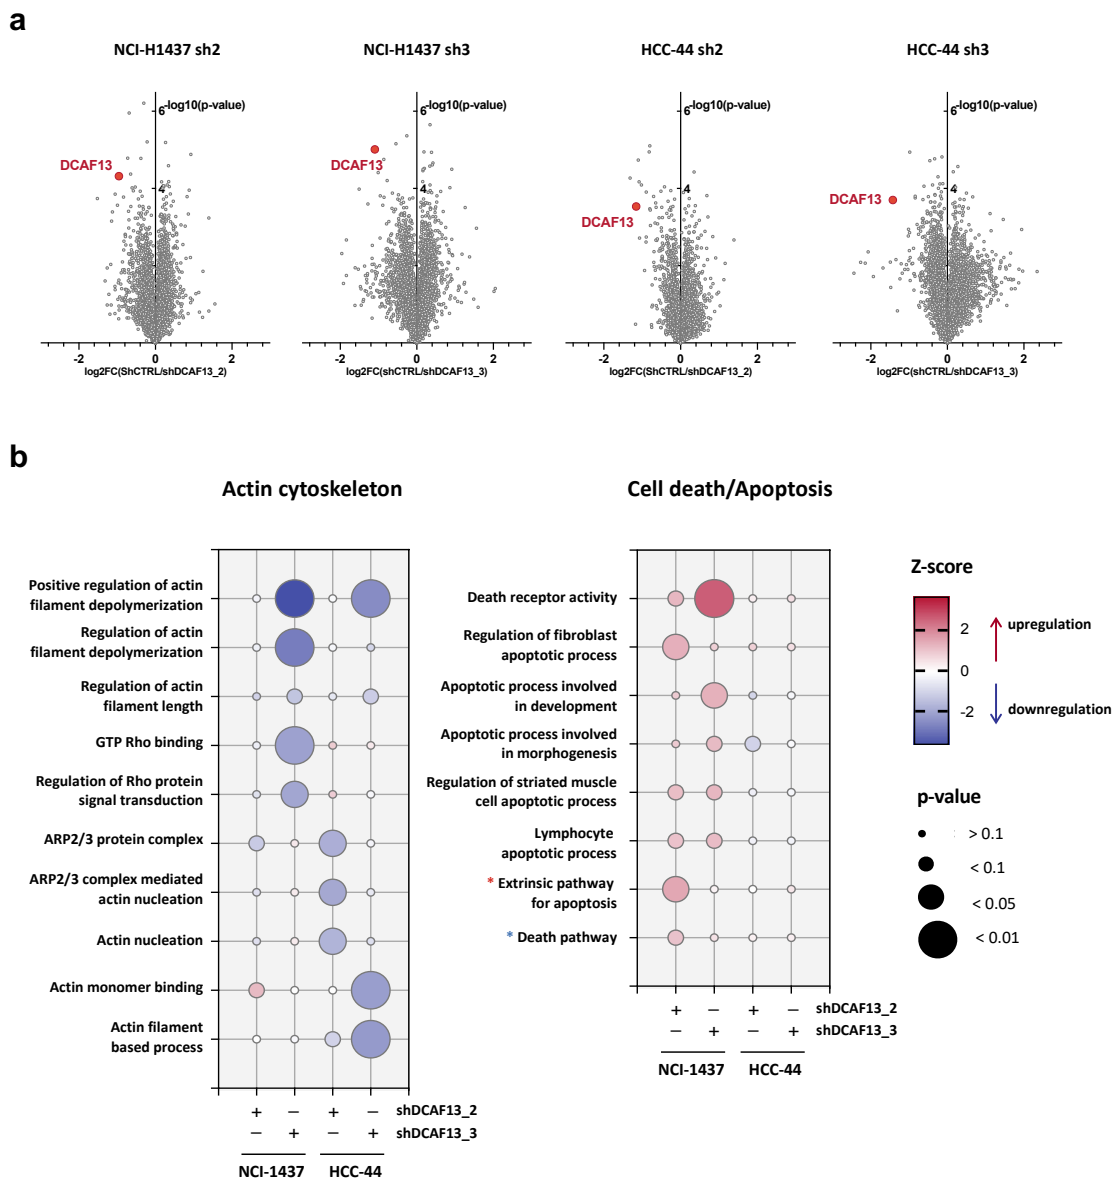 a
NCI-H1437 sh2
NCI-H1437 sh3
HCC-44 sh2
HCC-44 sh3
6
-log10(p-value)
DCAF13
4
-2
0
2
log2FC(ShCTRL/shDCAF13_2)
6
-log10(p-value)
DCAF13
4
-2
0
2
log2FC(shCTRL/shDCAF13_3)
6
-log10(p-value)
4
DCAF13
-2
0
2
log2FC(ShCTRL/shDCAF13_2)
6
-log10(p-value)
4
DCAF13
-2
0
2
log2FC(shCTRL/shDCAF13_3)
b
Actin cytoskeleton
Positive regulation of actin
filament depolymerization
Regulation of actin
filament depolymerization
Regulation of actin
filament length
GTP Rho binding
Regulation of Rho protein
signal transduction
ARP2/3 protein complex
ARP2/3 complex mediated
actin nucleation
Actin nucleation
Actin monomer binding
Actin filament
based process
+ − + − shDCAF13_2
− + − + shDCAF13_3
NCI-1437 HCC-44
Cell death/Apoptosis
Death receptor activity
Regulation of fibroblast
apoptotic process
Apoptotic process involved
in development
Apoptotic process involved
in morphogenesis
Regulation of striated muscle
cell apoptotic process
Lymphocyte
apoptotic process
* Extrinsic pathway
for apoptosis
* Death pathway
+ − + − shDCAF13_2
− + − + shDCAF13_3
NCI-1437 HCC-44
Z-score
2
0
-2
upregulation
downregulation
p-value
> 0.1
< 0.1
< 0.05
< 0.01